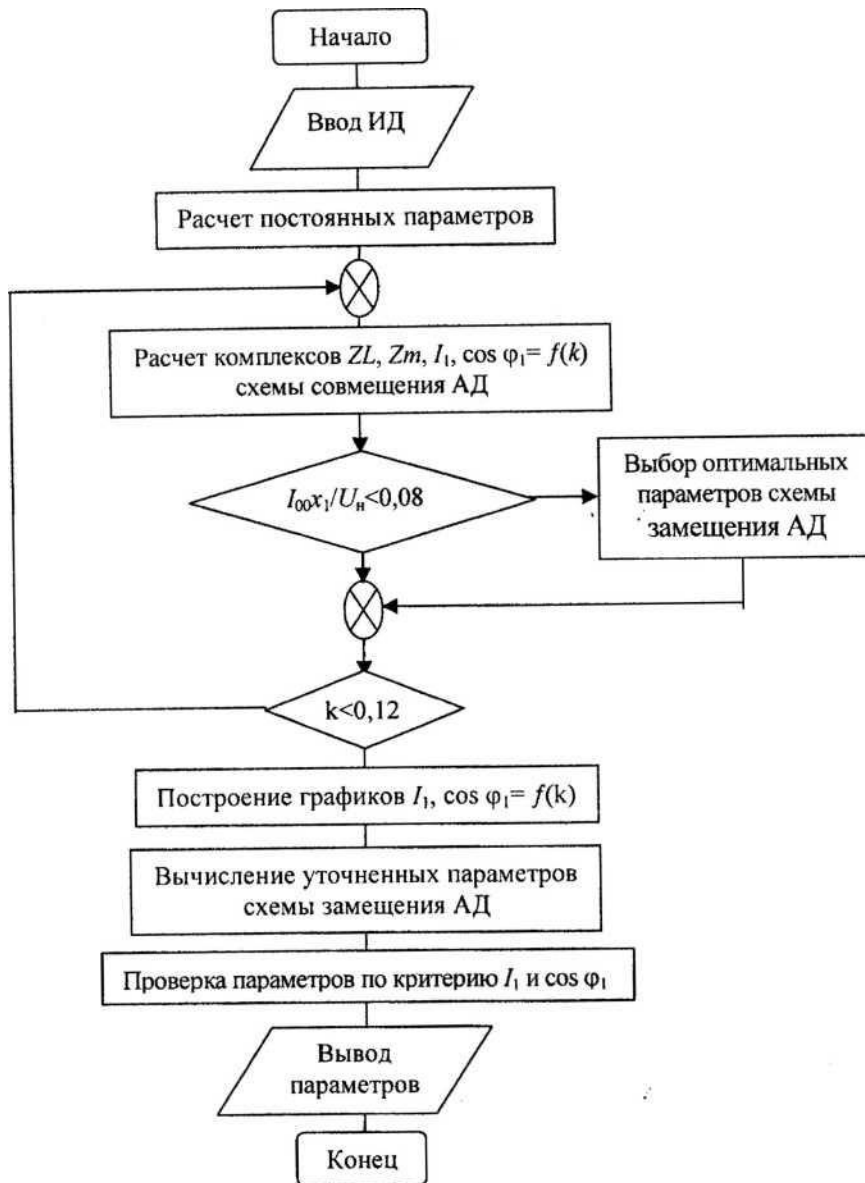 Начало
Ввод ИД
Расчет постоянных параметров
Расчет комплексов ZL, Zm, I₁, cos φ₁= f(k)
схемы совмещения АД
I₀₀x₁/Uн<0,08
Выбор оптимальных
параметров схемы
замещения АД
k<0,12
Построение графиков I₁, cos φ₁= f(k)
Вычисление уточненных параметров
схемы замещения АД
Проверка параметров по критерию I₁ и cos φ₁
Вывод
параметров
Конец